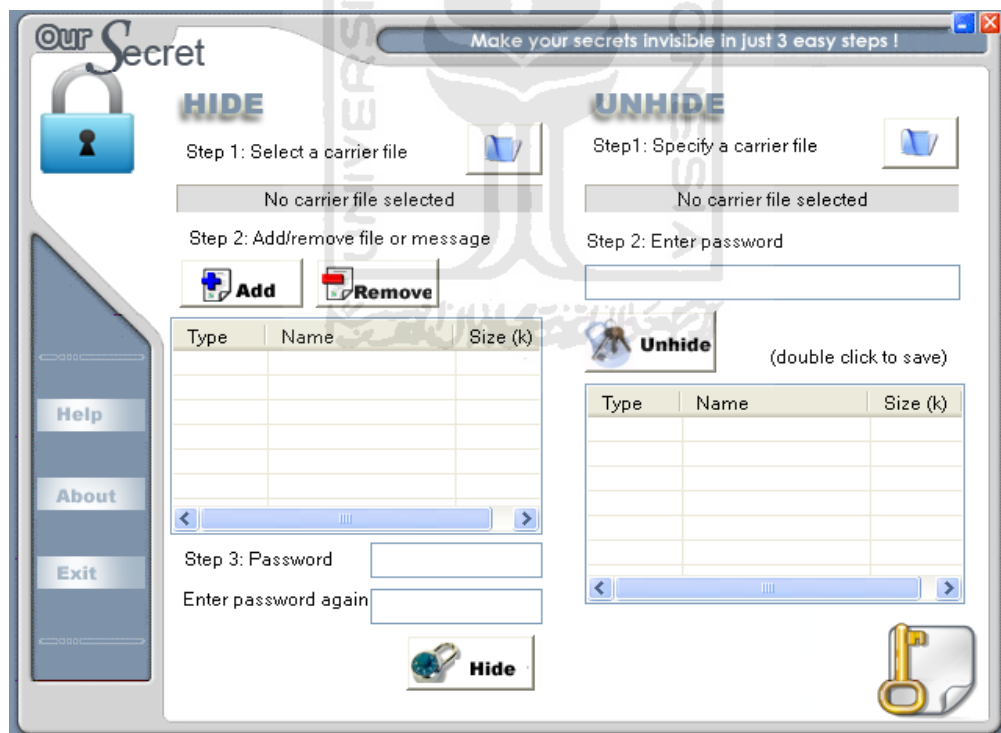 Our Secret
Make your secrets invisible in just 3 easy steps !
HIDE
Step 1: Select a carrier file
No carrier file selected
Step 2: Add/remove file or message
Add
Remove
Type Name Size (k)
Step 3: Password
Enter password again
Hide
UNHIDE
Step1: Specify a carrier file
No carrier file selected
Step 2: Enter password
Unhide
(double click to save)
Type Name Size (k)
Help
About
Exit